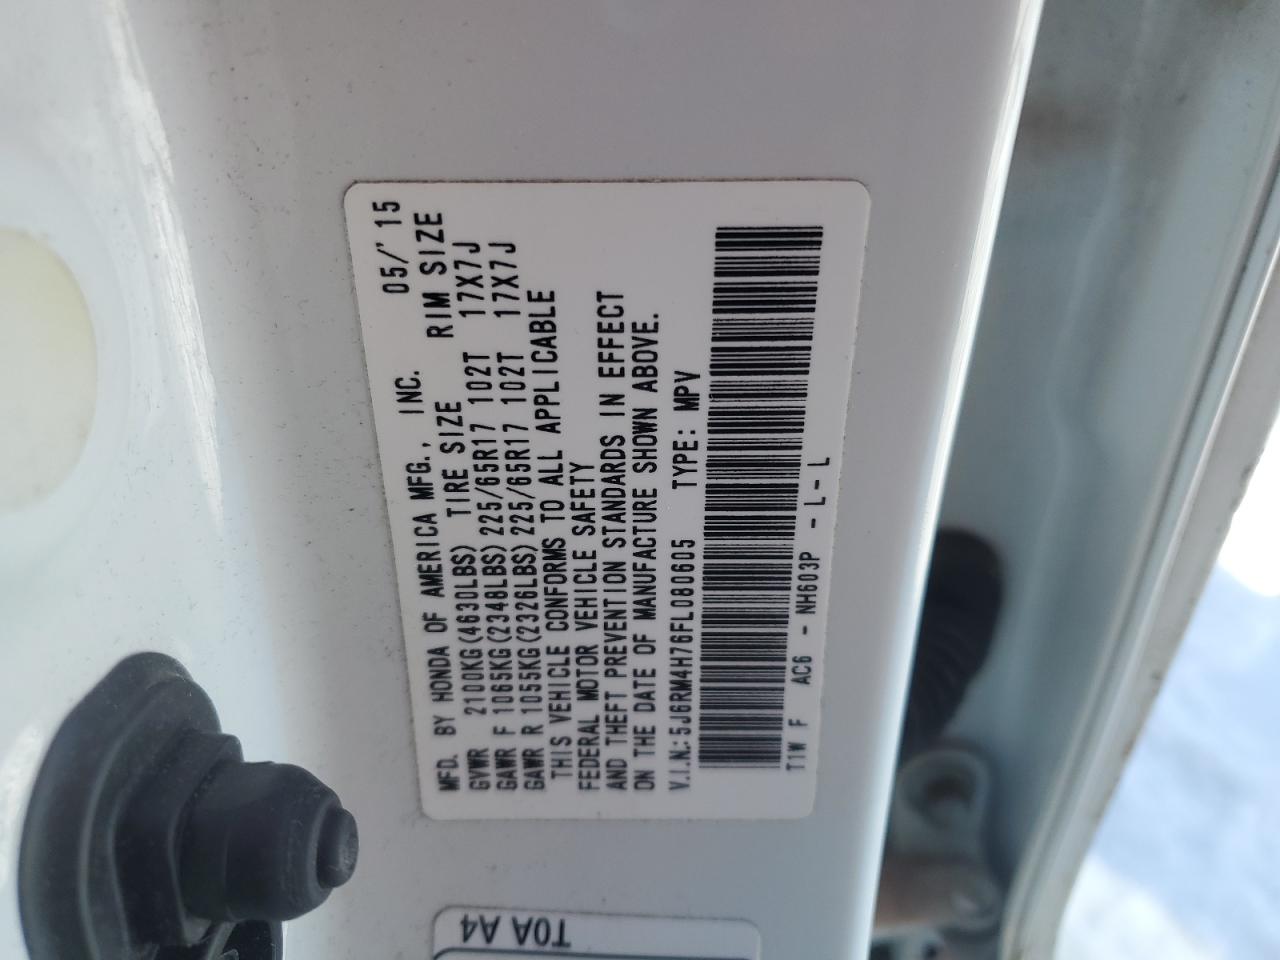 MFD. BY HONDA OF AMERICA MFG., INC. 05/'15
GVWR 2100KG(4630LBS) TIRE SIZE RIM SIZE
GAWR F 1065KG(2348LBS) 225/65R17 102T 17X7J
GAWR R 1055KG(2326LBS) 225/65R17 102T 17X7J
THIS VEHICLE CONFORMS TO ALL APPLICABLE
FEDERAL MOTOR VEHICLE SAFETY
AND THEFT PREVENTION STANDARDS IN EFFECT
ON THE DATE OF MANUFACTURE SHOWN ABOVE.
V.I.N.: 5J6RM4H76FL080605 TYPE: MPV
T1W F AC6 - NH603P - L - L
T0A A4